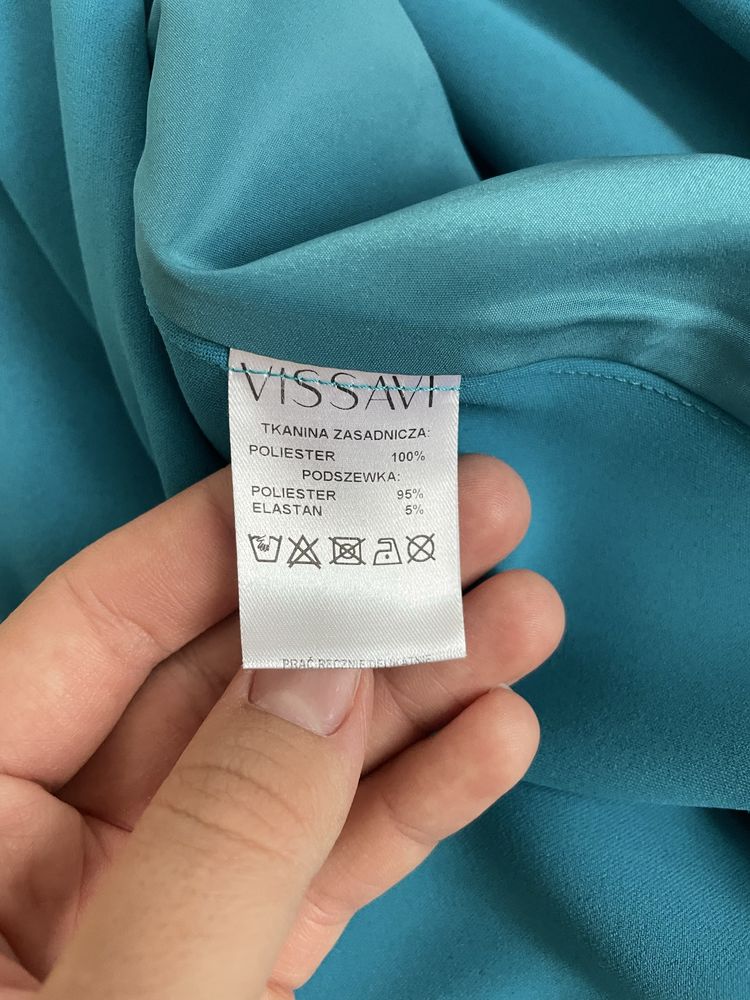 VISSAVI
TKANINA ZASADNICZA:
POLIESTER 100%
PODSZEWKA:
POLIESTER 95%
ELASTAN 5%
PRAĆ RĘCZNIE DELIKATNIE